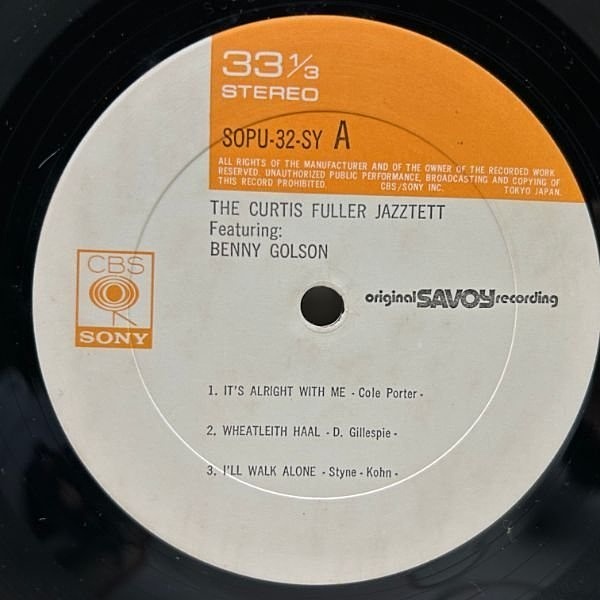 33 1/3
STEREO
SOPU-32-SY A
ALL RIGHTS OF THE MANUFACTURER AND OF THE OWNER OF THE RECORDED WORK
RESERVED. UNAUTHORIZED PUBLIC PERFORMANCE, BROADCASTING AND COPYING OF
THIS RECORD PROHIBITED. CBS/SONY INC. TOKYO JAPAN.
THE CURTIS FULLER JAZZTETT
Featuring:
BENNY GOLSON
CBS
SONY
original SAVOY recording
1. IT'S ALRIGHT WITH ME - Cole Porter -
2. WHEATLEITH HAAL - D. Gillespie -
3. I'LL WALK ALONE - Styne - Kohn -